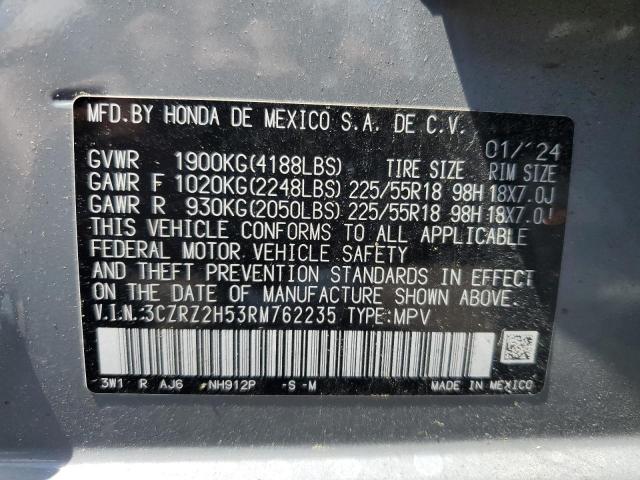 MFD.BY HONDA DE MEXICO S.A. DE C.V.
01/'24
GVWR 1900KG(4188LBS) TIRE SIZE RIM SIZE
GAWR F 1020KG(2248LBS) 225/55R18 98H 18X7.0J
GAWR R 930KG(2050LBS) 225/55R18 98H 18X7.0J
THIS VEHICLE CONFORMS TO ALL APPLICABLE
FEDERAL MOTOR VEHICLE SAFETY
AND THEFT PREVENTION STANDARDS IN EFFECT
ON THE DATE OF MANUFACTURE SHOWN ABOVE.
V.I.N.:3CZRZ2H53RM762235 TYPE:MPV
3W1 R AJ6 NH912P -S -M MADE IN MEXICO